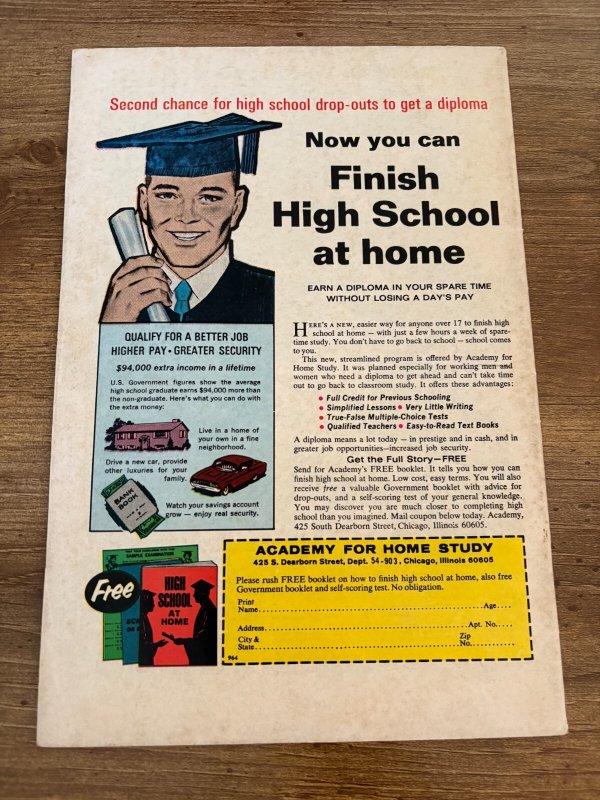 Second chance for high school drop-outs to get a diploma
Now you can
Finish
High School
at home
EARN A DIPLOMA IN YOUR SPARE TIME
WITHOUT LOSING A DAY'S PAY
HERE'S A NEW, easier way for anyone over 17 to finish high
school at home — with just a few hours a week of spare-
time study. You don't have to go back to school — school comes
to you.
This new, streamlined program is offered by Academy for
Home Study. It was planned especially for working men and
women who need a diploma to get ahead and can't take time
out to go back to classroom study. It offers these advantages:
• Full Credit for Previous Schooling
• Simplified Lessons • Very Little Writing
• True-False Multiple-Choice Tests
• Qualified Teachers • Easy-to-Read Text Books
A diploma means a lot today — in prestige and in cash, and in
greater job opportunities—increased job security.
Get the Full Story—FREE
Send for Academy's FREE booklet. It tells you how you can
finish high school at home. Low cost, easy terms. You will also
receive free a valuable Government booklet with advice for
drop-outs, and a self-scoring test of your general knowledge.
You may discover you are much closer to completing high
school than you imagined. Mail coupon below today. Academy,
425 South Dearborn Street, Chicago, Illinois 60605.
QUALIFY FOR A BETTER JOB
HIGHER PAY • GREATER SECURITY
$94,000 extra income in a lifetime
U.S. Government figures show the average
high school graduate earns $94,000 more than
the non-graduate. Here's what you can do with
the extra money:
Live in a home of
your own in a fine
neighborhood.
Drive a new car, provide
other luxuries for your
family.
BANK
BOOK
Watch your savings account
grow — enjoy real security.
Free
SAMPLE EXAMINATION
HIGH
SCHOOL
AT
HOME
ACADEMY FOR HOME STUDY
425 S. Dearborn Street, Dept. 54-903, Chicago, Illinois 60605
Please rush FREE booklet on how to finish high school at home, also free
Government booklet and self-scoring test. No obligation.
Print
Name Age
Address Apt. No.
City & Zip
State No.
964